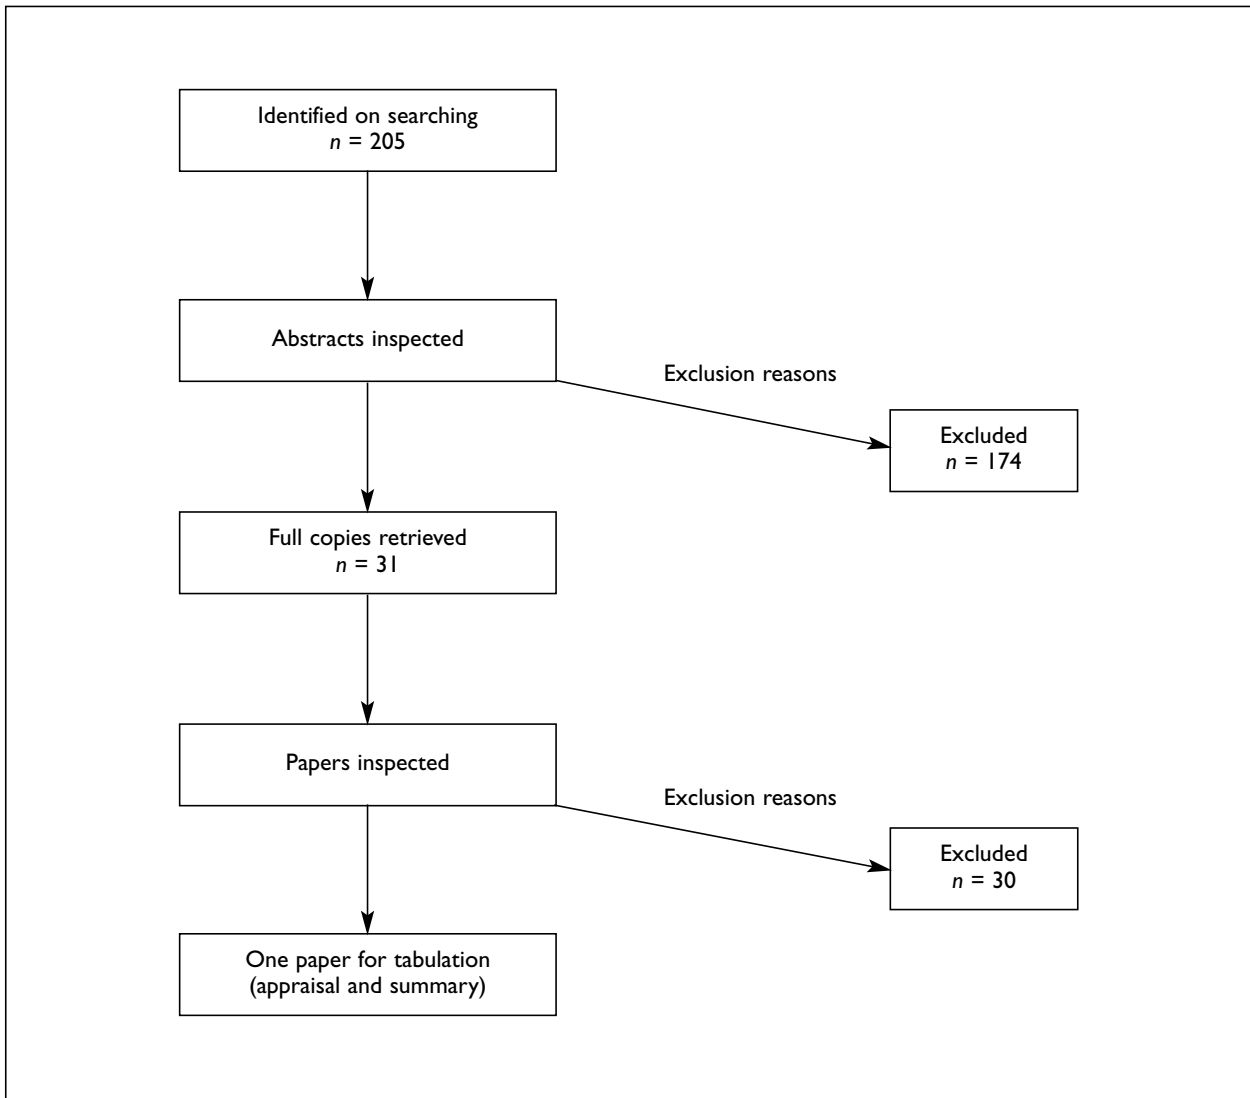 Identified on searching
n = 205
Abstracts inspected
Exclusion reasons
Excluded
n = 174
Full copies retrieved
n = 31
Papers inspected
Exclusion reasons
Excluded
n = 30
One paper for tabulation
(appraisal and summary)